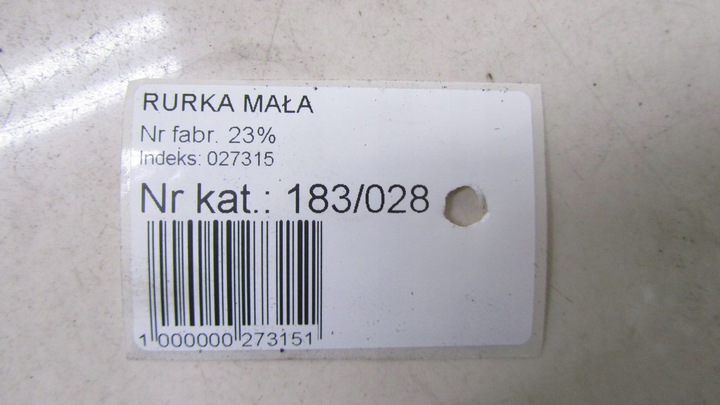 RURKA MAŁA
Nr fabr. 23%
Indeks: 027315
Nr kat.: 183/028
1 000000 273151